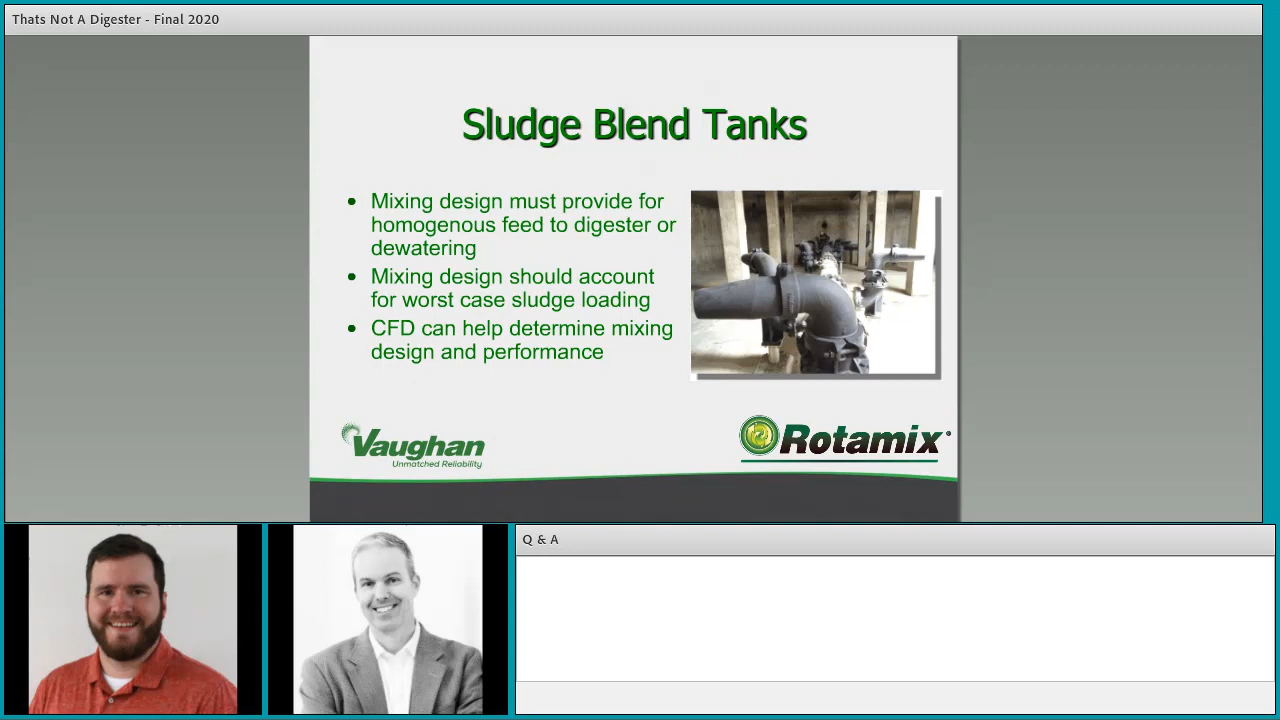 Thats Not A Digester - Final 2020
Sludge Blend Tanks
• Mixing design must provide for
homogenous feed to digester or
dewatering
• Mixing design should account
for worst case sludge loading
• CFD can help determine mixing
design and performance
Vaughan
Unmatched Reliability
Rotamix®
Q & A